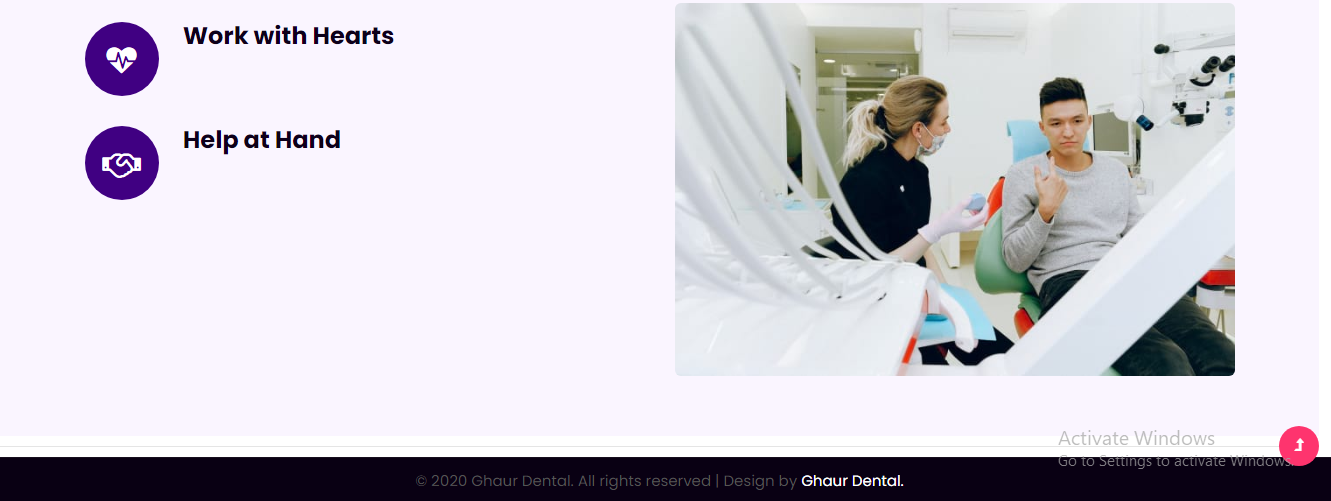 Work with Hearts
Help at Hand
Activate Windows
Go to Settings to activate Windows.
© 2020 Ghaur Dental. All rights reserved | Design by Ghaur Dental.